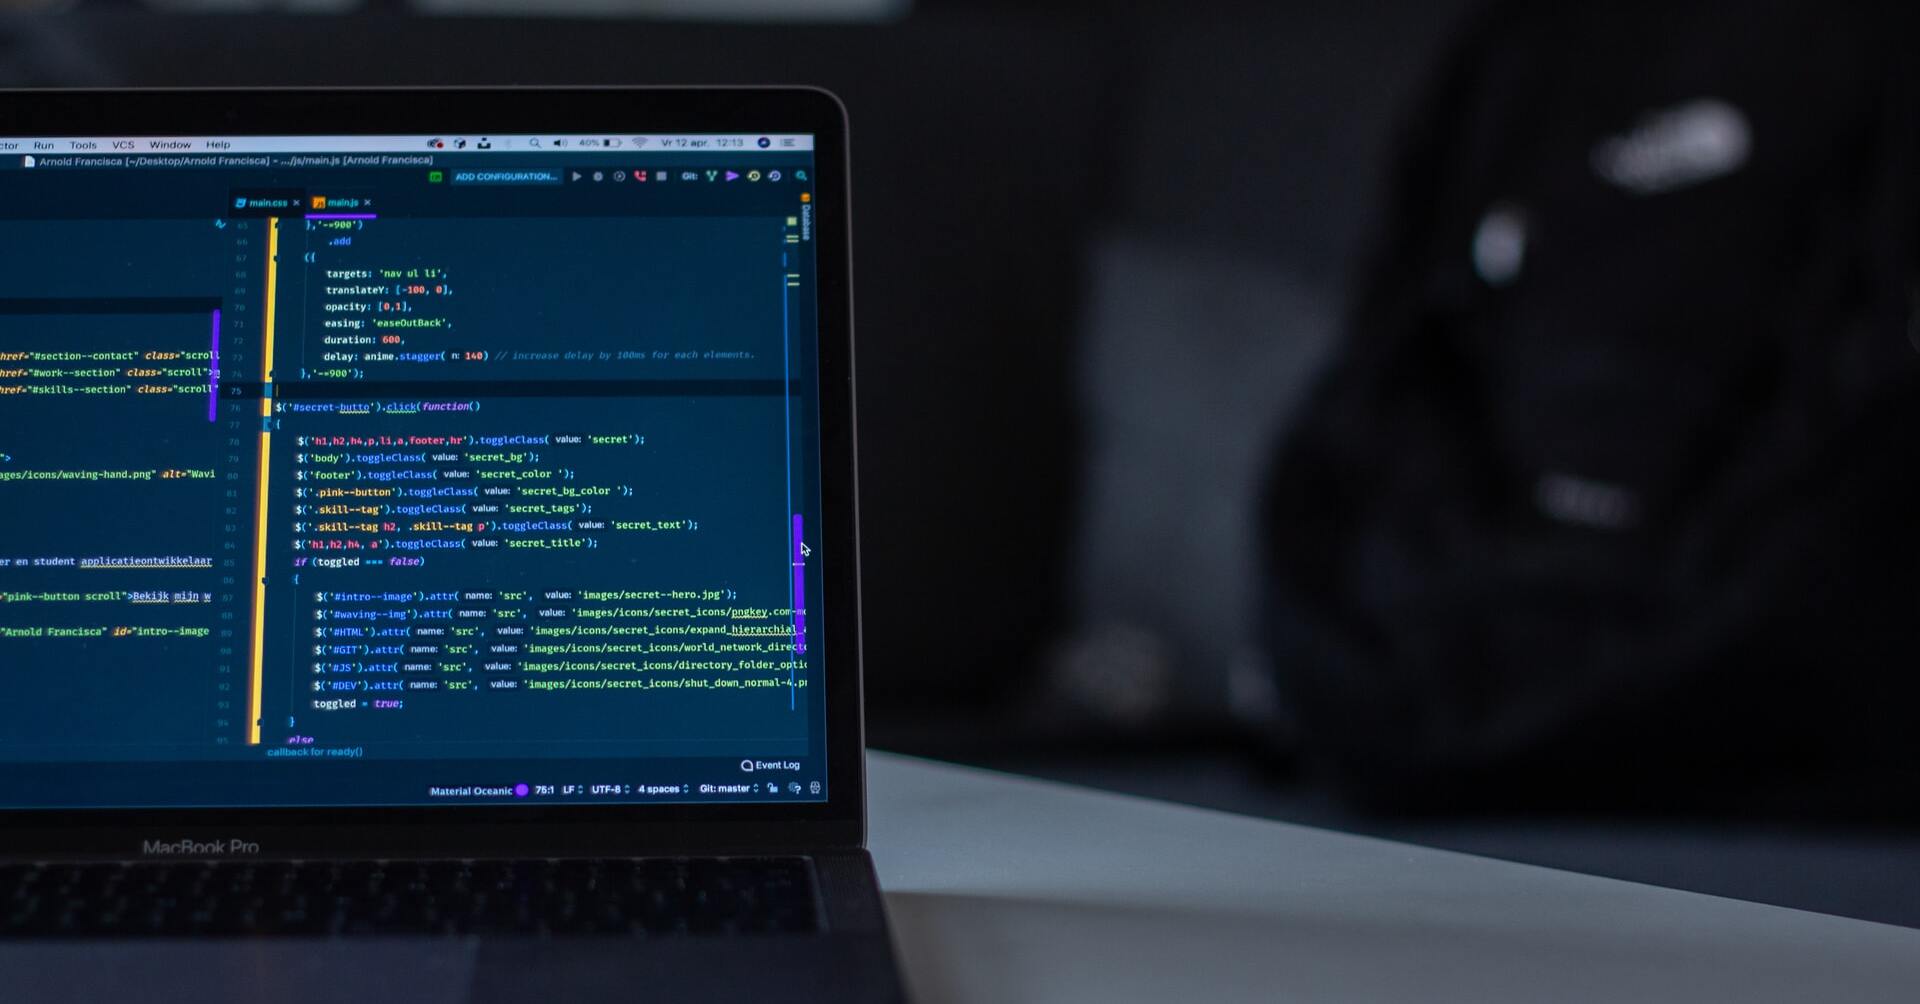 Run Tools VCS Window Help 40% Vr 12 apr. 12:13
Arnold Francisca [~/Desktop/Arnold Francisca] - .../js/main.js [Arnold Francisca]
ADD CONFIGURATION... Git:
main.css × main.js ×
Database
href="#section--contact" class="scroll
href="#work--section" class="scroll">
href="#skills--section" class="scroll"
">
ages/icons/waving-hand.png" alt="Wavi
er en student applicatieontwikkelaar
="pink--button scroll">Bekijk mijn w
"Arnold Francisca" id="intro--image
65 },'-=900')
66 .add
67 ({
68 targets: 'nav ul li',
69 translateY: [-100, 0],
70 opacity: [0,1],
71 easing: 'easeOutBack',
72 duration: 600,
73 delay: anime.stagger( n: 140) // increase delay by 100ms for each elements.
74 },'-=900');
75
76 $('#secret-butto').click(function()
77 {
78 $('h1,h2,h4,p,li,a,footer,hr').toggleClass( value: 'secret');
79 $('body').toggleClass( value: 'secret_bg');
80 $('footer').toggleClass( value: 'secret_color ');
81 $('.pink--button').toggleClass( value: 'secret_bg_color ');
82 $('.skill--tag').toggleClass( value: 'secret_tags');
83 $('.skill--tag h2, .skill--tag p').toggleClass( value: 'secret_text');
84 $('h1,h2,h4, a').toggleClass( value: 'secret_title');
85 if (toggled === false)
86 {
87 $('#intro--image').attr( name: 'src', value: 'images/secret--hero.jpg');
88 $('#waving--img').attr( name: 'src', value: 'images/icons/secret_icons/pngkey.com-
89 $('#HTML').attr( name: 'src', value: 'images/icons/secret_icons/expand_hierarchial
90 $('#GIT').attr( name: 'src', value: 'images/icons/secret_icons/world_network_direct
91 $('#JS').attr( name: 'src', value: 'images/icons/secret_icons/directory_folder_optio
92 $('#DEV').attr( name: 'src', value: 'images/icons/secret_icons/shut_down_normal-4.
93 toggled = true;
94 }
95 else
callback for ready()
Event Log
Material Oceanic 75:1 LF UTF-8 4 spaces Git: master
MacBook Pro